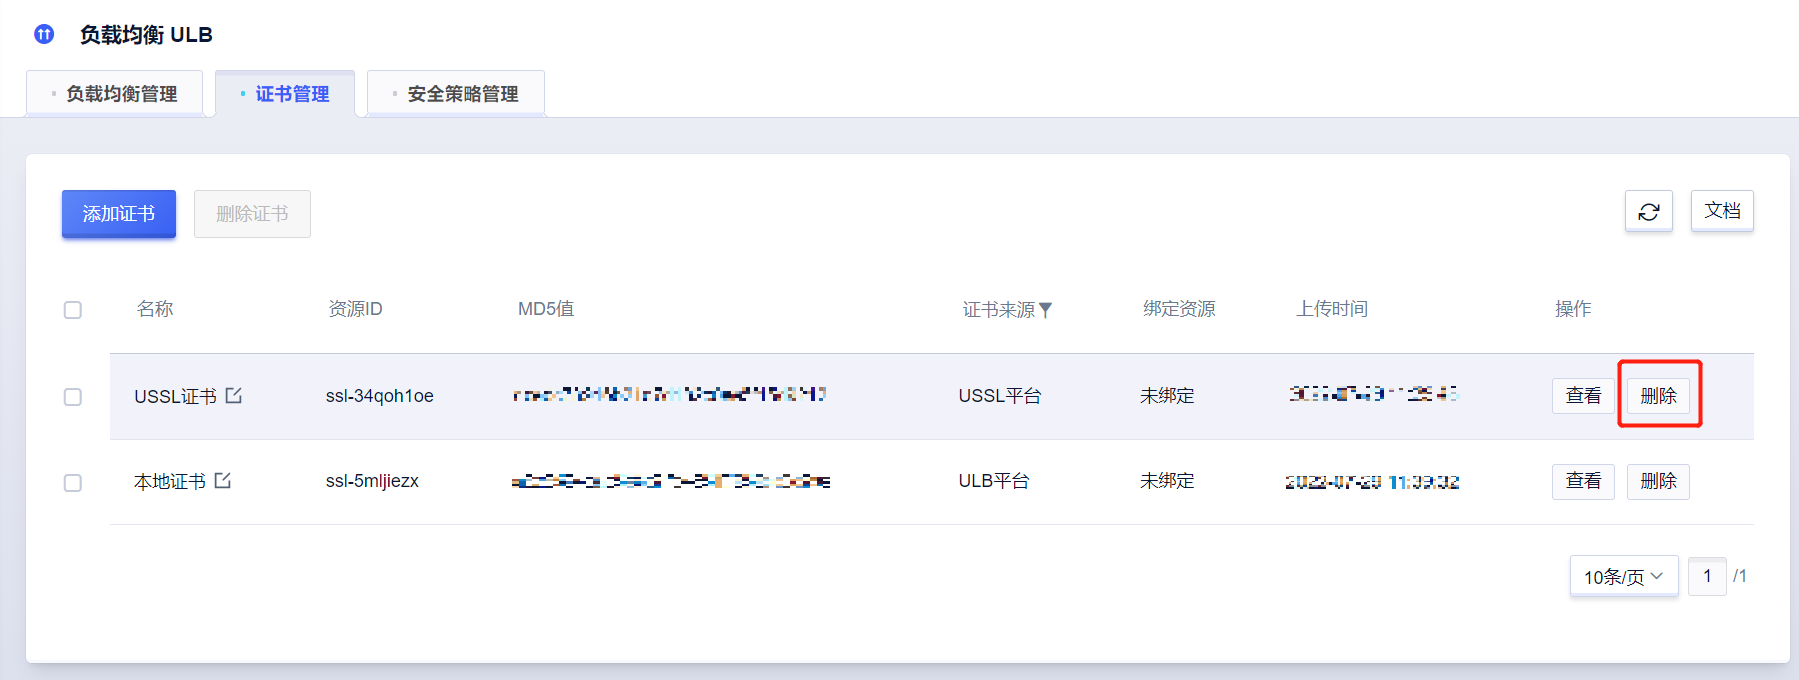 负载均衡 ULB
负载均衡管理 证书管理 安全策略管理
添加证书 删除证书 文档
名称 资源ID MD5值 证书来源 绑定资源 上传时间 操作
USSL证书 ssl-34qoh1oe USSL平台 未绑定 查看 删除
本地证书 ssl-5mljiezx ULB平台 未绑定 查看 删除
10条/页 1 /1